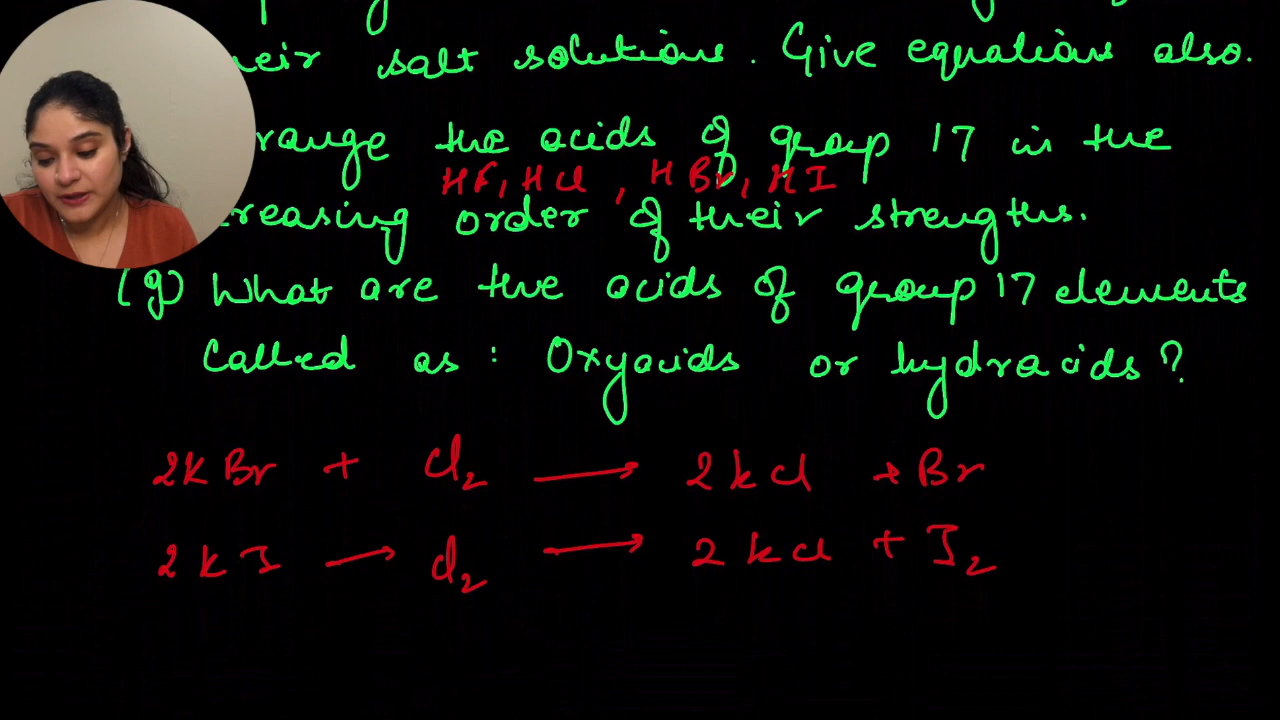 their salt solutions. Give equations also.
range the acids of group 17 in the
HF, HCl, HBr, HI
creasing order of their strengths.
(g) What are the acids of group 17 elements
called as : Oxyacids or hydracids?
2KBr + Cl2 ⟶ 2KCl + Br
2KI ⟶ Cl2 ⟶ 2KCl + I2